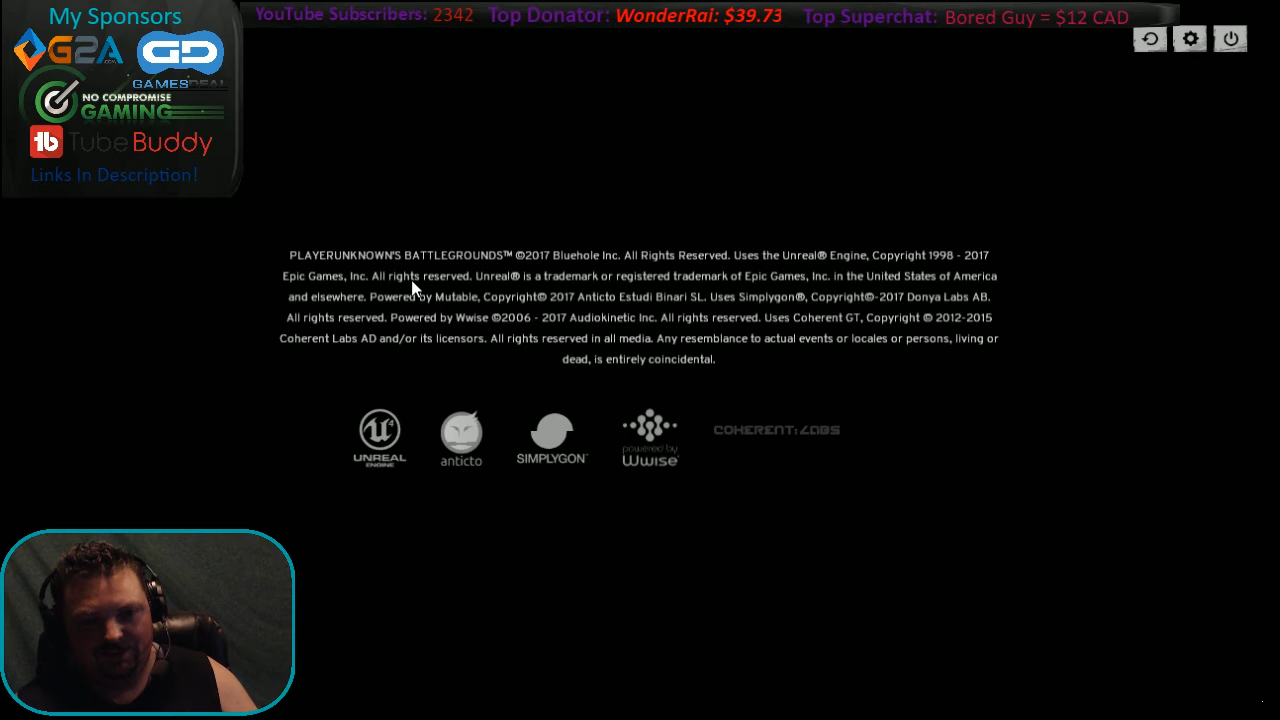 My Sponsors
YouTube Subscribers: 2342
Top Donator: WonderRai: $39.73
Top Superchat: Bored Guy = $12 CAD
G2A
.COM
GD
GAMESDEAL
NO COMPROMISE
GAMING
tb TubeBuddy
Links In Description!
PLAYERUNKNOWN'S BATTLEGROUNDS™ ©2017 Bluehole Inc. All Rights Reserved. Uses the Unreal® Engine, Copyright 1998 - 2017
Epic Games, Inc. All rights reserved. Unreal® is a trademark or registered trademark of Epic Games, Inc. in the United States of America
and elsewhere. Powered by Mutable, Copyright© 2017 Anticto Estudi Binari SL. Uses Simplygon®, Copyright©-2017 Donya Labs AB.
All rights reserved. Powered by Wwise ©2006 - 2017 Audiokinetic Inc. All rights reserved. Uses Coherent GT, Copyright © 2012-2015
Coherent Labs AD and/or its licensors. All rights reserved in all media. Any resemblance to actual events or locales or persons, living or
dead, is entirely coincidental.
UNREAL
ENGINE
anticto
SIMPLYGON
powered by
Wwise
COHERENT:LABS